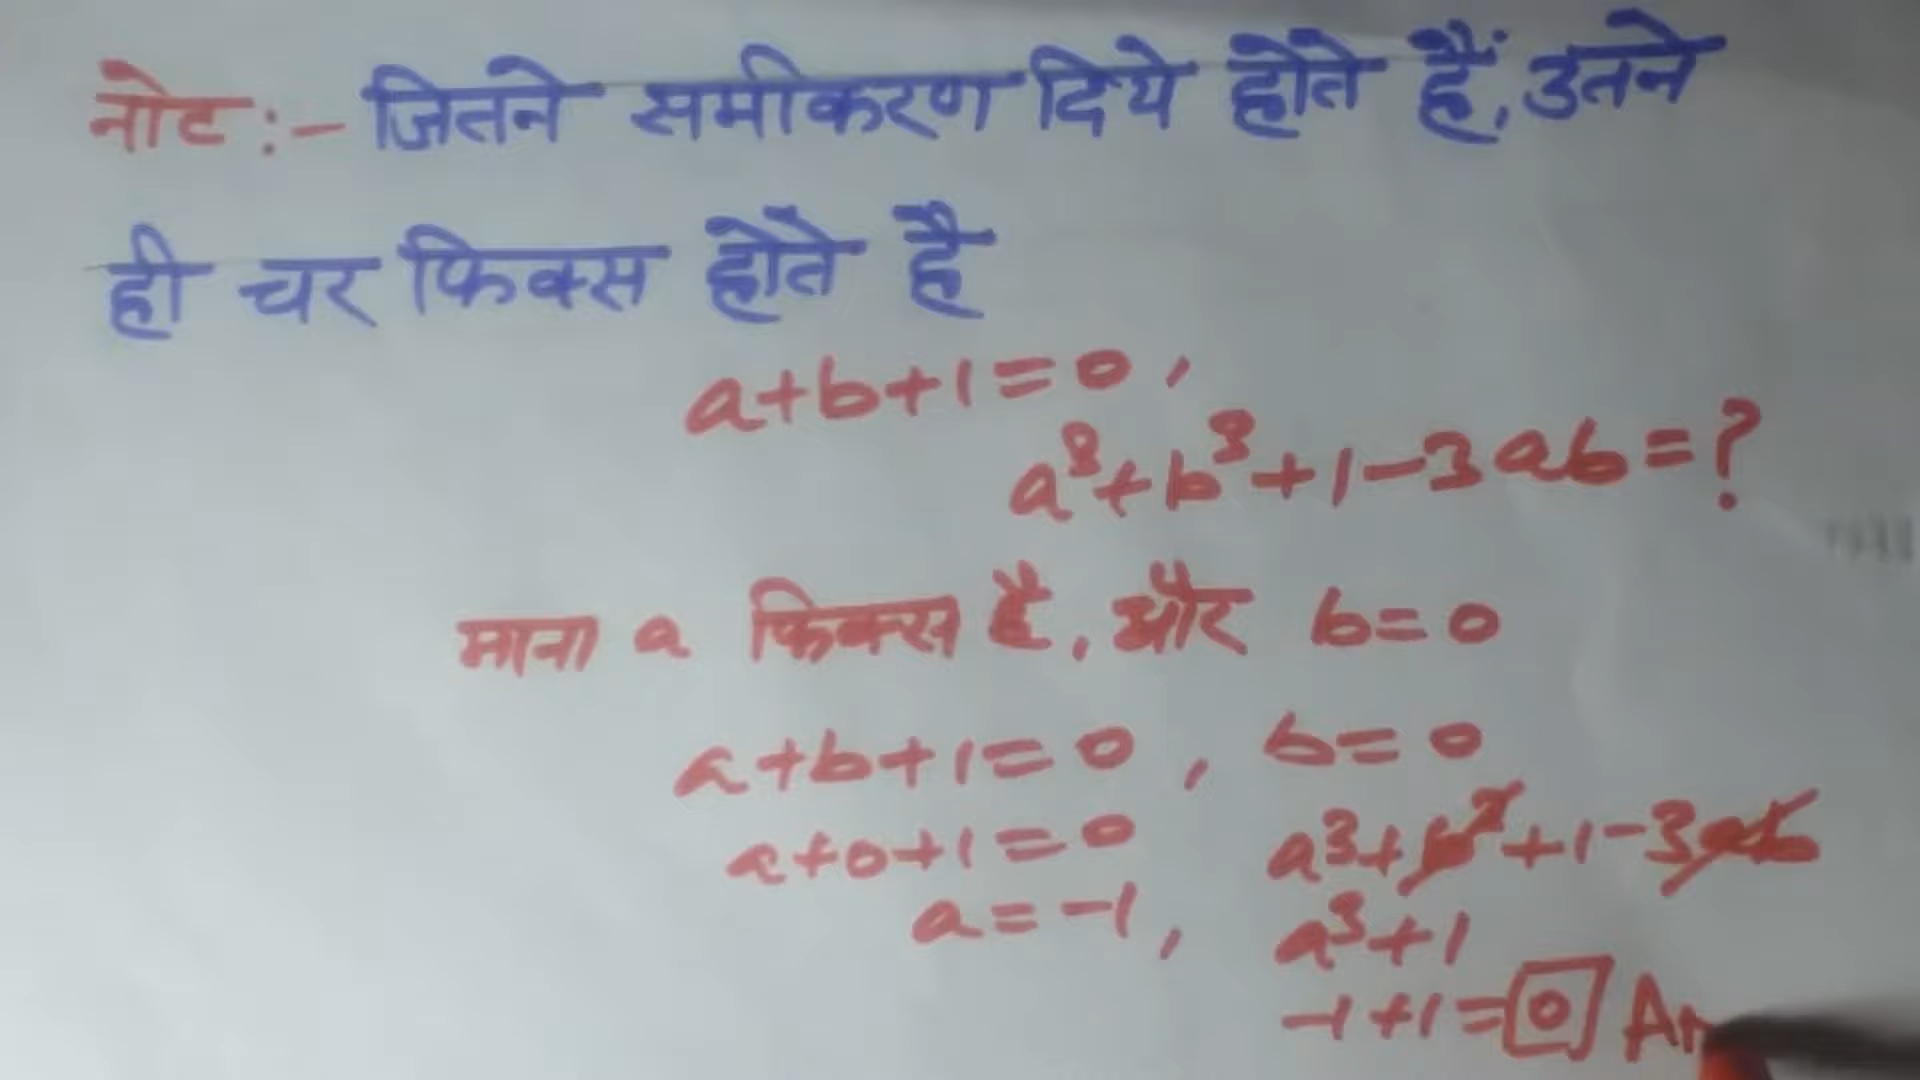 नोट :- जितने समीकरण दिये होते हैं, उतने
ही चर फिक्स होते है
a+b+1=0,
a³+b³+1-3ab=?
माना a फिक्स है, और b=0
a+b+1=0, b=0
a+0+1=0 a³+b³+1-3ab
a=-1, a³+1
-1+1=0